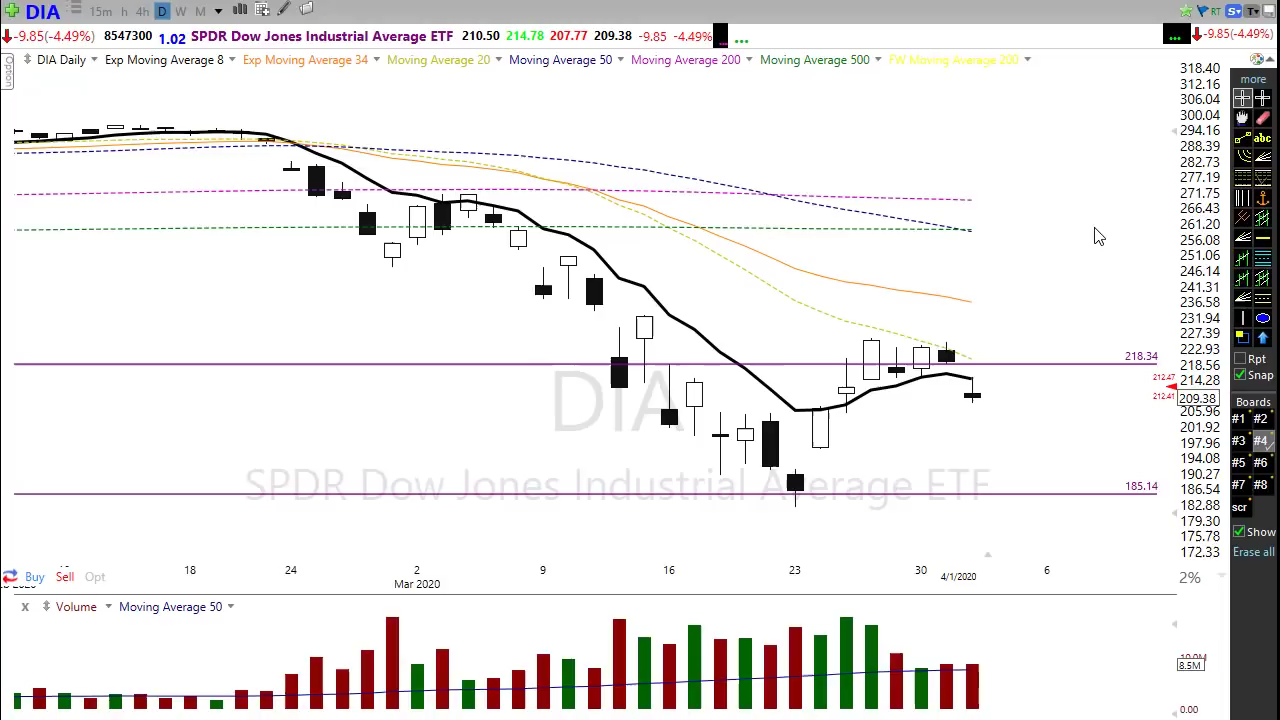 DIA 15m h 4h D W M RT S T
-9.85(-4.49%) 8547300 1.02 SPDR Dow Jones Industrial Average ETF 210.50 214.78 207.77 209.38 -9.85 -4.49% ... ... -9.85(-4.49%)
Option
DIA Daily Exp Moving Average 8 Exp Moving Average 34 Moving Average 20 Moving Average 50 Moving Average 200 Moving Average 500 FW Moving Average 200
318.40
312.16
306.04
300.04
294.16
288.39
282.73
277.19
271.75
266.43
261.20
256.08
251.06
246.14
241.31
236.58
231.94
227.39
222.93
218.56
214.28
209.38
205.96
201.92
197.96
194.08
190.27
186.54
182.88
179.30
175.78
172.33
218.34
212.47
212.41
185.14
DIA
SPDR Dow Jones Industrial Average ETF
more
abc
Rpt
Snap
Boards
#1 #2
#3 #4
#5 #6
#7 #8
scr
Show
Erase all
18 24 2 9 16 23 30 4/1/2020 6
Mar 2020
Buy Sell Opt
2%
x Volume Moving Average 50
10.0M
8.5M
0.00